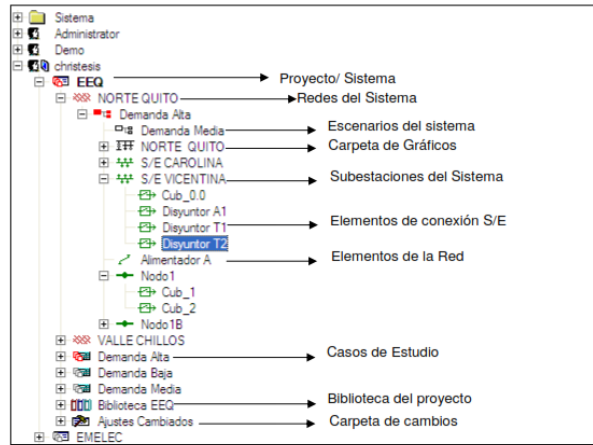 Sistema
Administrator
Demo
christesis
EEQ Proyecto/ Sistema
NORTE QUITO Redes del Sistema
Demanda Alta
Demanda Media Escenarios del sistema
NORTE QUITO Carpeta de Gráficos
S/E CAROLINA
S/E VICENTINA Subestaciones del Sistema
Cub_0.0
Disyuntor A1
Disyuntor T1 Elementos de conexión S/E
Disyuntor T2
Alimentador A Elementos de la Red
Nodo1
Cub_1
Cub_2
Nodo1B
VALLE CHILLOS
Demanda Alta Casos de Estudio
Demanda Baja
Demanda Media
Biblioteca EEQ Biblioteca del proyecto
Ajustes Cambiados Carpeta de cambios
EMELEC